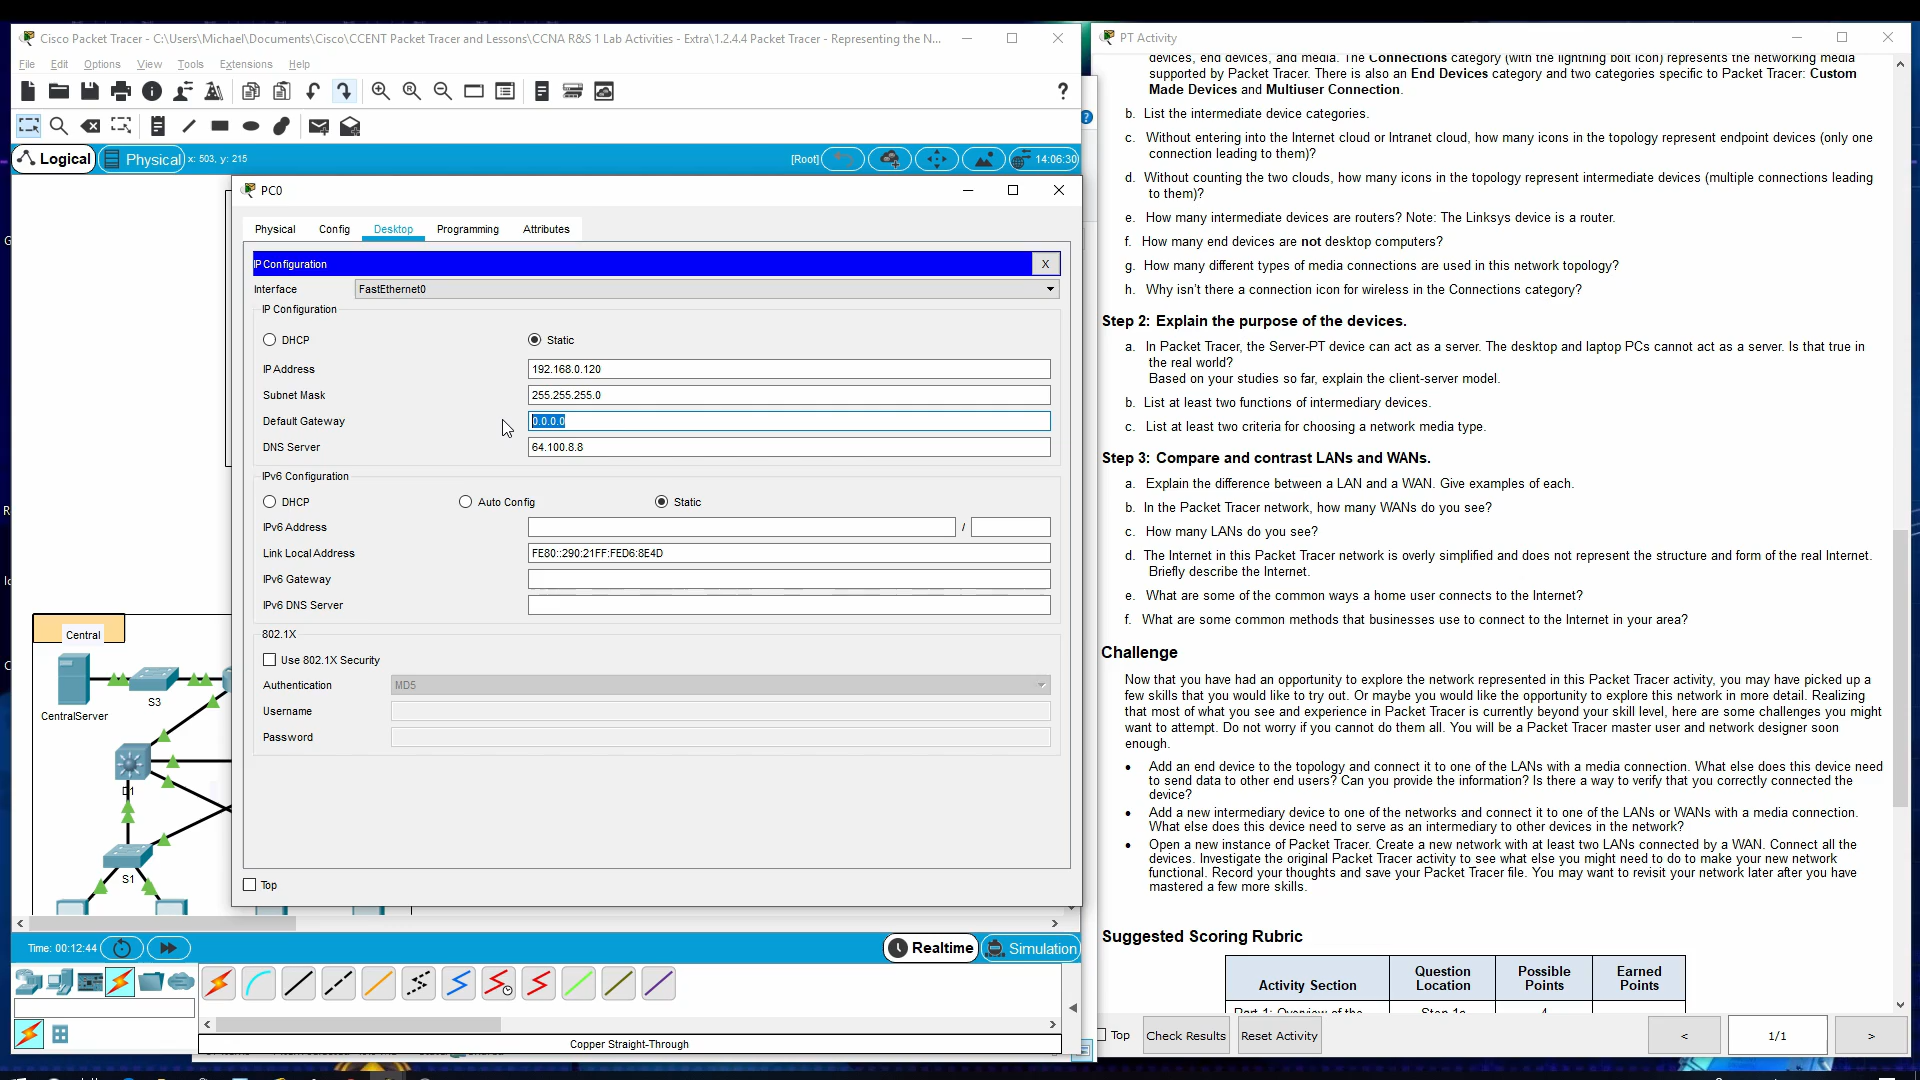 Cisco Packet Tracer - C:\Users\Michael\Documents\Cisco\CCENT Packet Tracer and Lessons\CCNA R&S 1 Lab Activities - Extra\1.2.4.4 Packet Tracer - Representing the N...
File Edit Options View Tools Extensions Help
Logical
Physical
x: 503, y: 215
[Root]
14:06:30
PC0
Physical Config Desktop Programming Attributes
IP Configuration
X
Interface
FastEthernet0
IP Configuration
DHCP
Static
IP Address
192.168.0.120
Subnet Mask
255.255.255.0
Default Gateway
0.0.0.0
DNS Server
64.100.8.8
IPv6 Configuration
DHCP
Auto Config
Static
IPv6 Address
/
Link Local Address
FE80::290:21FF:FED6:8E4D
IPv6 Gateway
IPv6 DNS Server
802.1X
Use 802.1X Security
Authentication
MD5
Username
Password
Top
Central
S3
CentralServer
D1
S1
Time: 00:12:44
Realtime
Simulation
Copper Straight-Through
PT Activity
devices, end devices, and media. The Connections category (with the lightning bolt icon) represents the networking media
supported by Packet Tracer. There is also an End Devices category and two categories specific to Packet Tracer: Custom
Made Devices and Multiuser Connection.
b. List the intermediate device categories.
c. Without entering into the Internet cloud or Intranet cloud, how many icons in the topology represent endpoint devices (only one
connection leading to them)?
d. Without counting the two clouds, how many icons in the topology represent intermediate devices (multiple connections leading
to them)?
e. How many intermediate devices are routers? Note: The Linksys device is a router.
f. How many end devices are not desktop computers?
g. How many different types of media connections are used in this network topology?
h. Why isn't there a connection icon for wireless in the Connections category?
Step 2: Explain the purpose of the devices.
a. In Packet Tracer, the Server-PT device can act as a server. The desktop and laptop PCs cannot act as a server. Is that true in
the real world?
Based on your studies so far, explain the client-server model.
b. List at least two functions of intermediary devices.
c. List at least two criteria for choosing a network media type.
Step 3: Compare and contrast LANs and WANs.
a. Explain the difference between a LAN and a WAN. Give examples of each.
b. In the Packet Tracer network, how many WANs do you see?
c. How many LANs do you see?
d. The Internet in this Packet Tracer network is overly simplified and does not represent the structure and form of the real Internet.
Briefly describe the Internet.
e. What are some of the common ways a home user connects to the Internet?
f. What are some common methods that businesses use to connect to the Internet in your area?
Challenge
Now that you have had an opportunity to explore the network represented in this Packet Tracer activity, you may have picked up a
few skills that you would like to try out. Or maybe you would like the opportunity to explore this network in more detail. Realizing
that most of what you see and experience in Packet Tracer is currently beyond your skill level, here are some challenges you might
want to attempt. Do not worry if you cannot do them all. You will be a Packet Tracer master user and network designer soon
enough.
• Add an end device to the topology and connect it to one of the LANs with a media connection. What else does this device need
to send data to other end users? Can you provide the information? Is there a way to verify that you correctly connected the
device?
• Add a new intermediary device to one of the networks and connect it to one of the LANs or WANs with a media connection.
What else does this device need to serve as an intermediary to other devices in the network?
• Open a new instance of Packet Tracer. Create a new network with at least two LANs connected by a WAN. Connect all the
devices. Investigate the original Packet Tracer activity to see what else you might need to do to make your new network
functional. Record your thoughts and save your Packet Tracer file. You may want to revisit your network later after you have
mastered a few more skills.
Suggested Scoring Rubric
Activity Section
Question Location
Possible Points
Earned Points
Part 1: Overview of the
Step 1a
4
Top
Check Results
Reset Activity
<
1/1
>